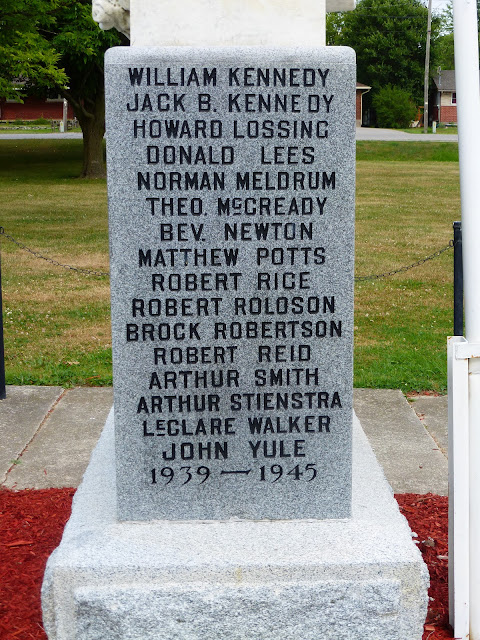 WILLIAM KENNEDY
JACK B. KENNEDY
HOWARD LOSSING
DONALD LEES
NORMAN MELDRUM
THEO. McCREADY
BEV. NEWTON
MATTHEW POTTS
ROBERT RICE
ROBERT ROLOSON
BROCK ROBERTSON
ROBERT REID
ARTHUR SMITH
ARTHUR STIENSTRA
LeCLARE WALKER
JOHN YULE
1939 — 1945